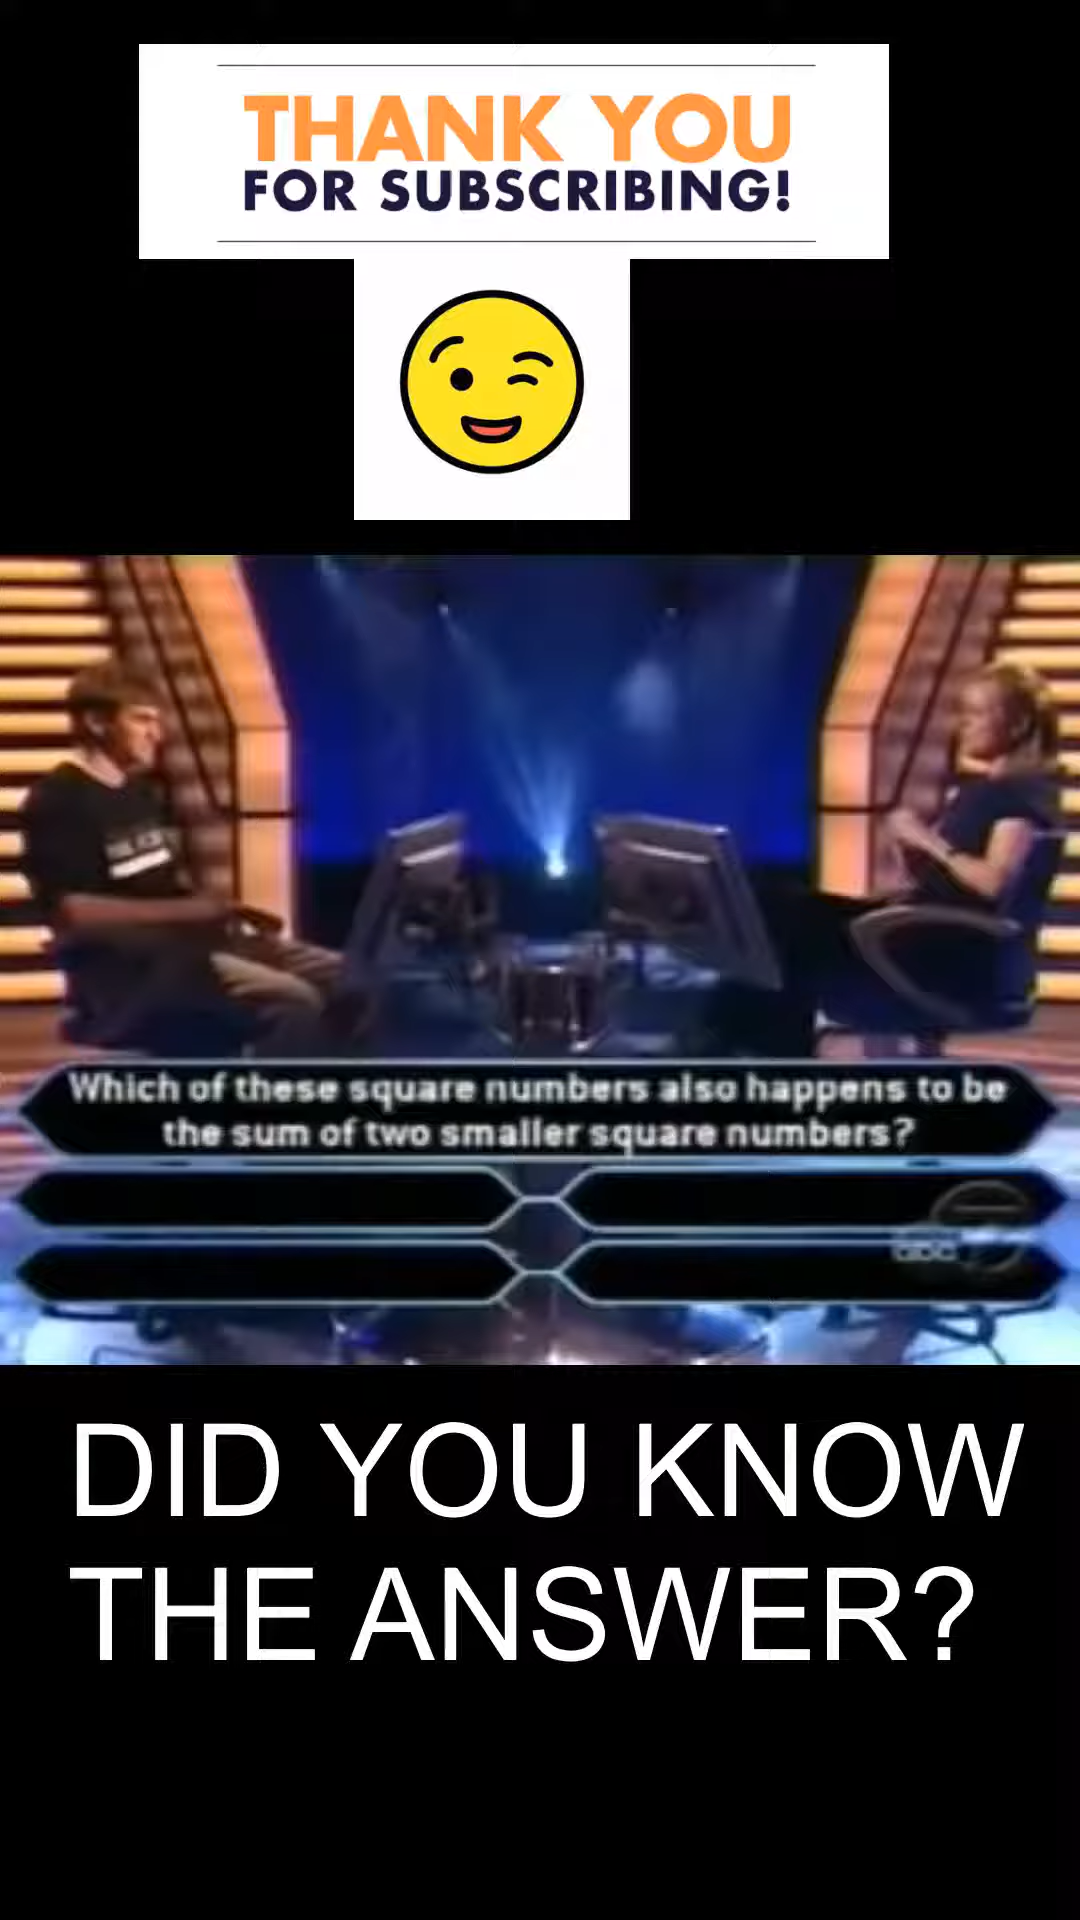 THANK YOU
FOR SUBSCRIBING!
Which of these square numbers also happens to be
the sum of two smaller square numbers?
abc
DID YOU KNOW
THE ANSWER?